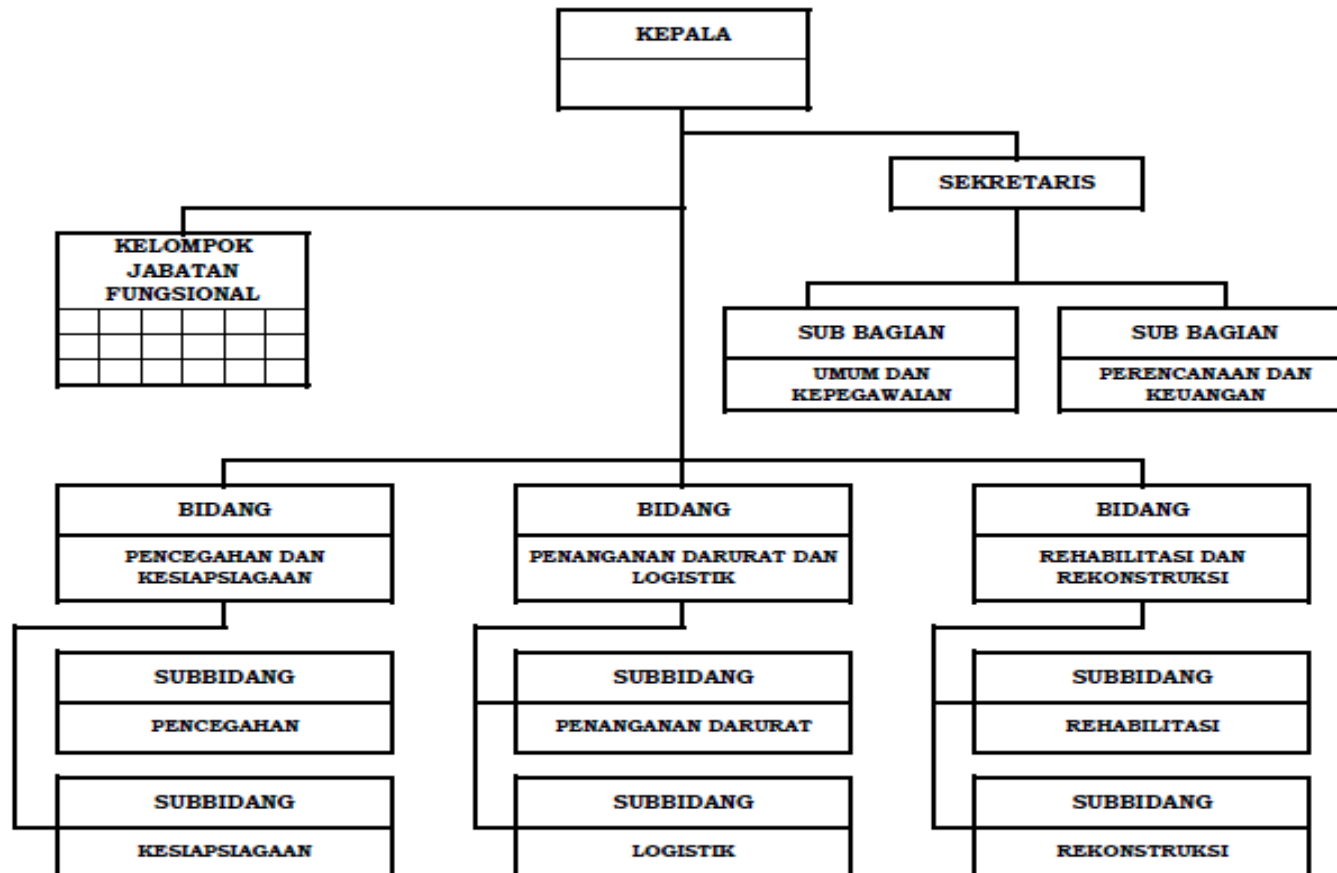 KEPALA
SEKRETARIS
KELOMPOK
JABATAN
FUNGSIONAL
SUB BAGIAN
UMUM DAN
KEPEGAWAIAN
SUB BAGIAN
PERENCANAAN DAN
KEUANGAN
BIDANG
PENCEGAHAN DAN
KESIAPSIAGAAN
BIDANG
PENANGANAN DARURAT DAN
LOGISTIK
BIDANG
REHABILITASI DAN
REKONSTRUKSI
SUBBIDANG
PENCEGAHAN
SUBBIDANG
PENANGANAN DARURAT
SUBBIDANG
REHABILITASI
SUBBIDANG
KESIAPSIAGAAN
SUBBIDANG
LOGISTIK
SUBBIDANG
REKONSTRUKSI